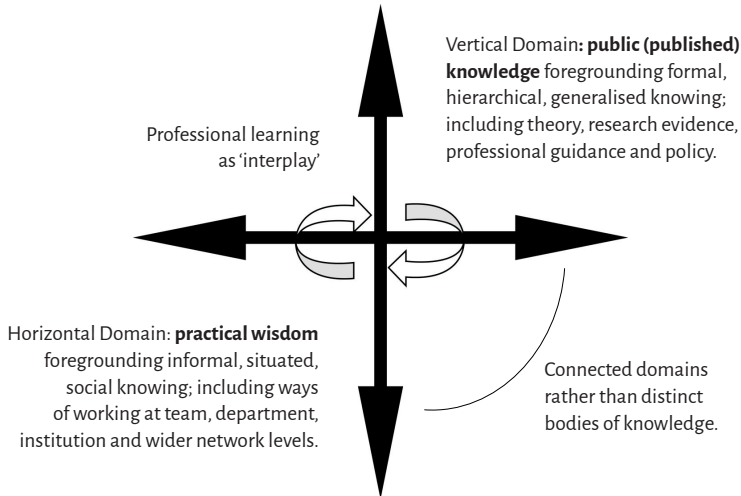 Vertical Domain: public (published)
knowledge foregrounding formal,
hierarchical, generalised knowing;
including theory, research evidence,
professional guidance and policy.
Professional learning
as ‘interplay’
Horizontal Domain: practical wisdom
foregrounding informal, situated,
social knowing; including ways
of working at team, department,
institution and wider network levels.
Connected domains
rather than distinct
bodies of knowledge.